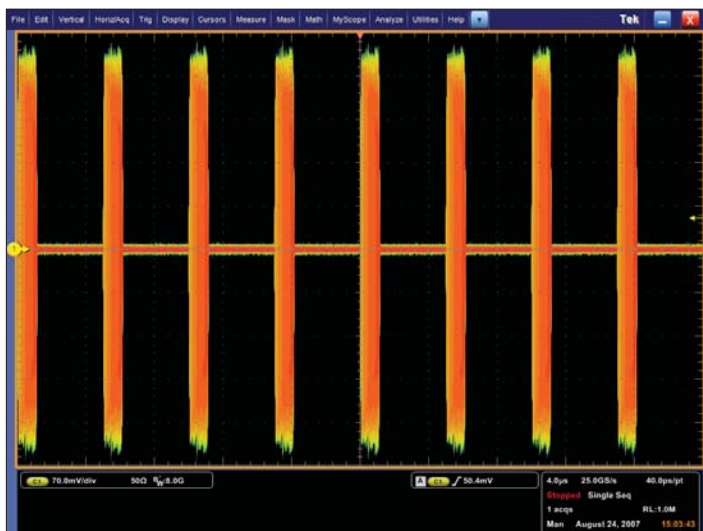 File Edit Vertical Horiz/Acq Trig Display Cursors Measure Mask Math MyScope Analyze Utilities Help Tek X
1
C1 70.0mV/div 50Ω BW:8.0G
A C1 50.4mV
4.0µs 25.0GS/s 40.0ps/pt
Stopped Single Seq
1 acqs RL:1.0M
Man August 24, 2007 15:03:43